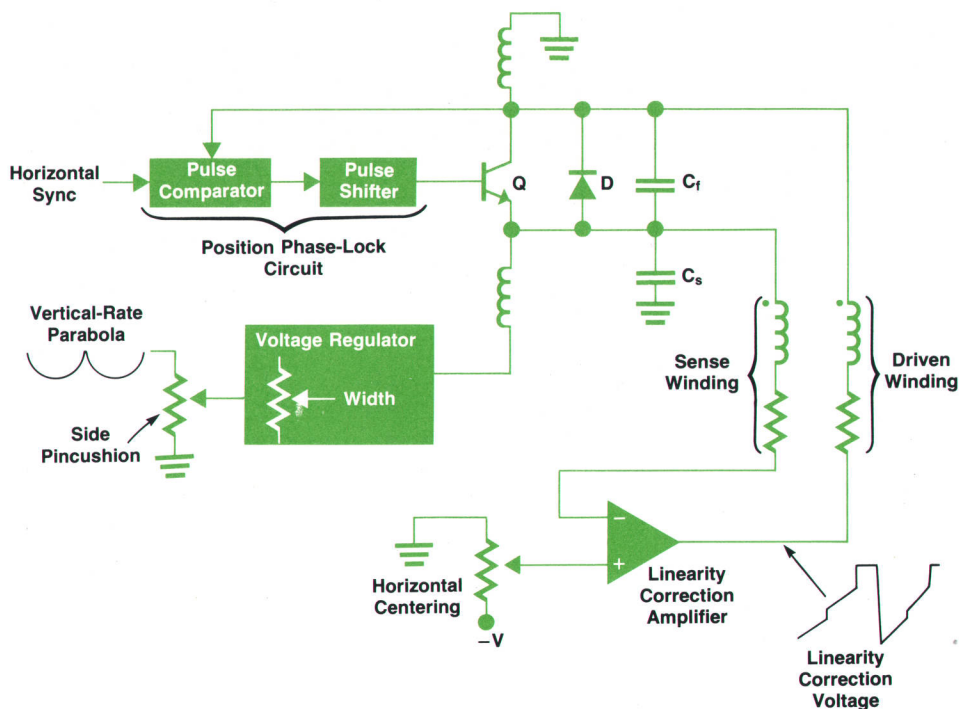 Horizontal
Sync
Pulse
Comparator
Pulse
Shifter
Q
D
Cf
Cs
Position Phase-Lock
Circuit
Vertical-Rate
Parabola
Voltage Regulator
Width
Side
Pincushion
Sense
Winding
Driven
Winding
Horizontal
Centering
−V
−
+
Linearity
Correction
Amplifier
Linearity
Correction
Voltage